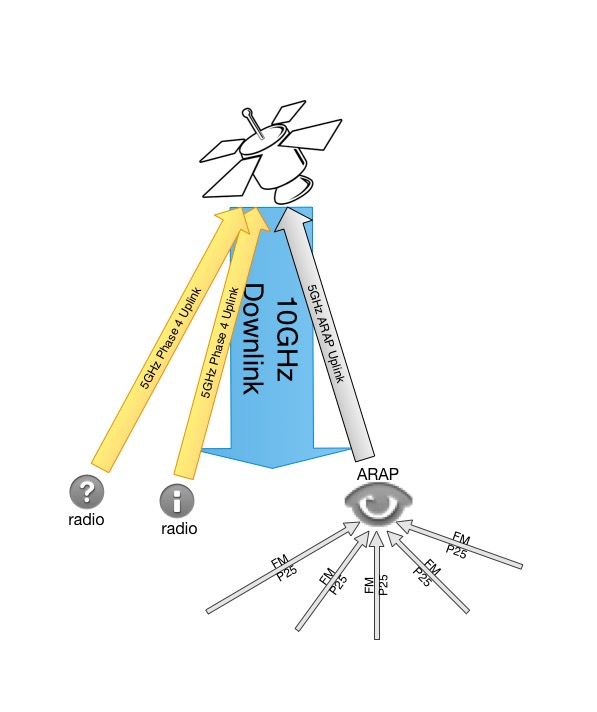 5GHz Phase 4 Uplink
5GHz Phase 4 Uplink
10GHz
Downlink
5GHz ARAP Uplink
?
radio
i
radio
ARAP
FM
P25
FM
P25
FM
P25
FM
P25
FM
P25